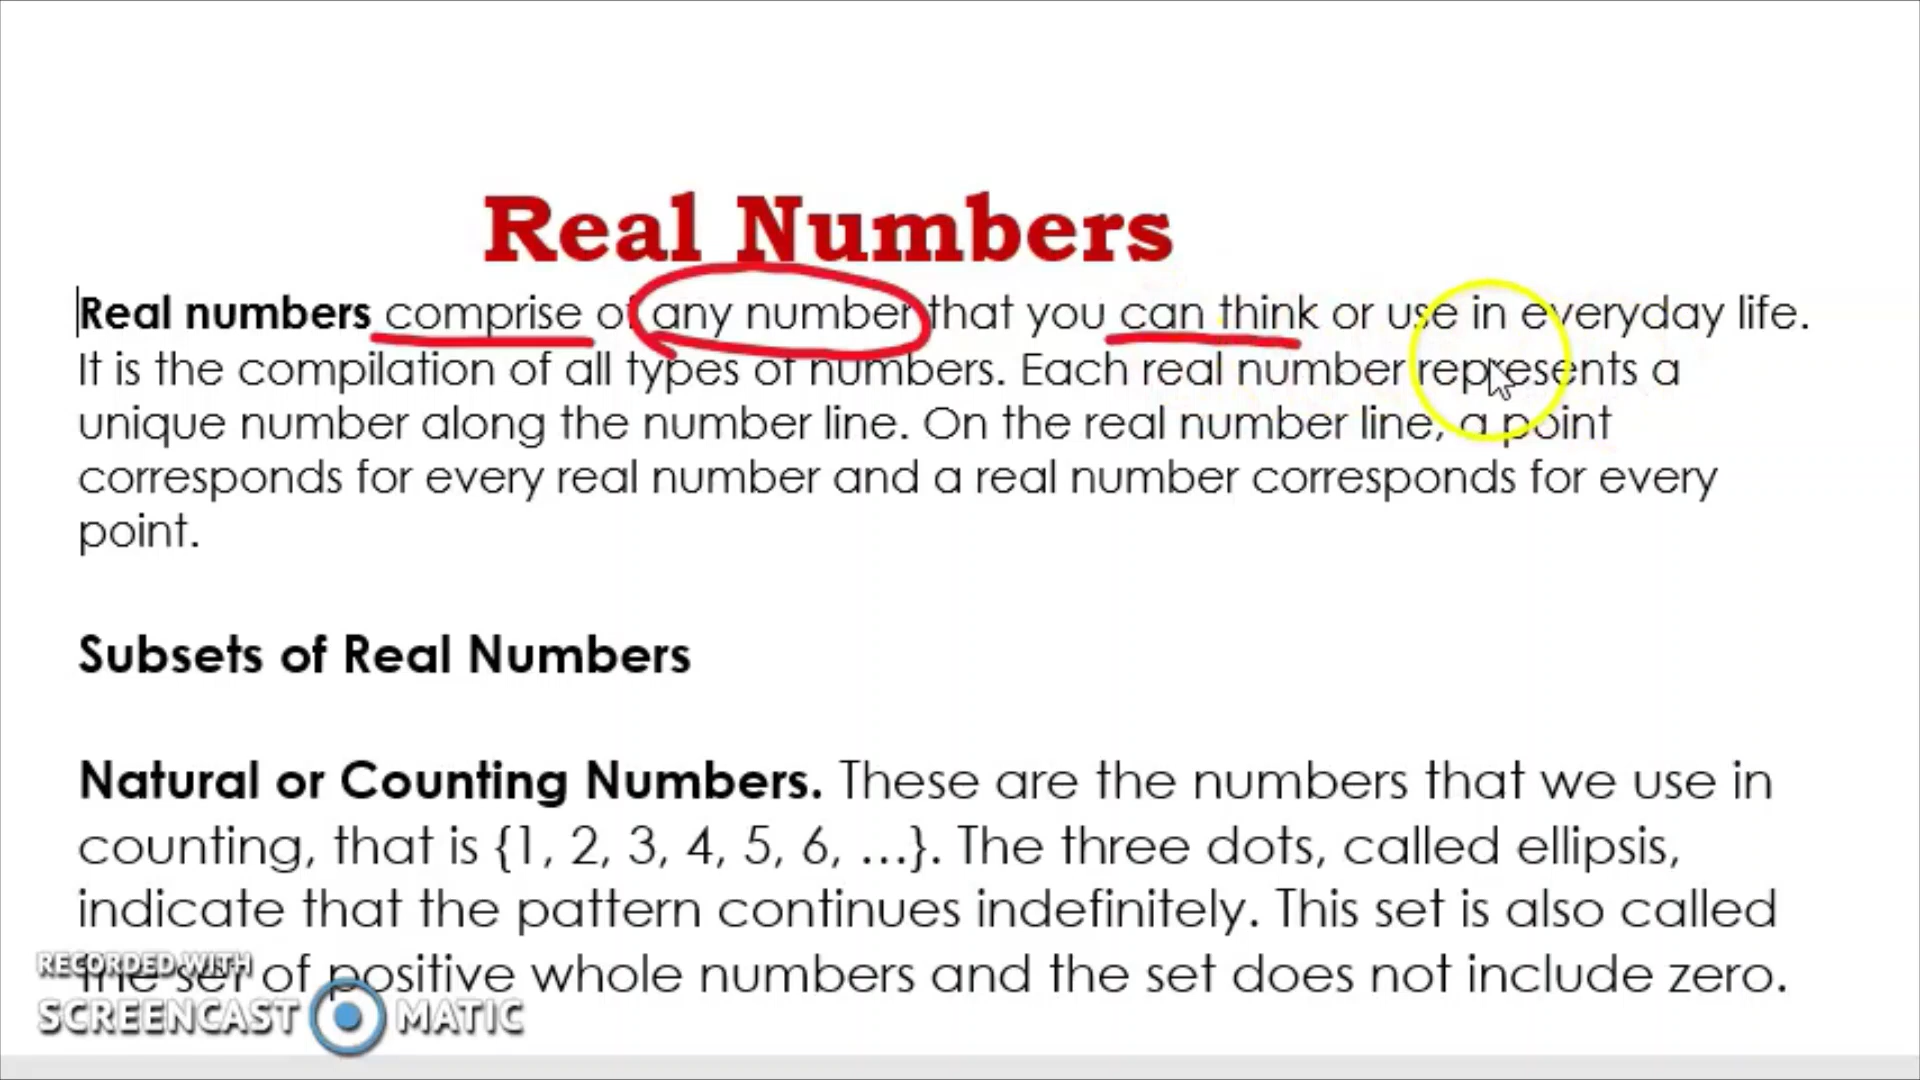 Real Numbers
Real numbers comprise of any number that you can think or use in everyday life.
It is the compilation of all types of numbers. Each real number represents a
unique number along the number line. On the real number line, a point
corresponds for every real number and a real number corresponds for every
point.
Subsets of Real Numbers
Natural or Counting Numbers. These are the numbers that we use in
counting, that is {1, 2, 3, 4, 5, 6, ...}. The three dots, called ellipsis,
indicate that the pattern continues indefinitely. This set is also called
the set of positive whole numbers and the set does not include zero.
RECORDED WITH
SCREENCAST MATIC